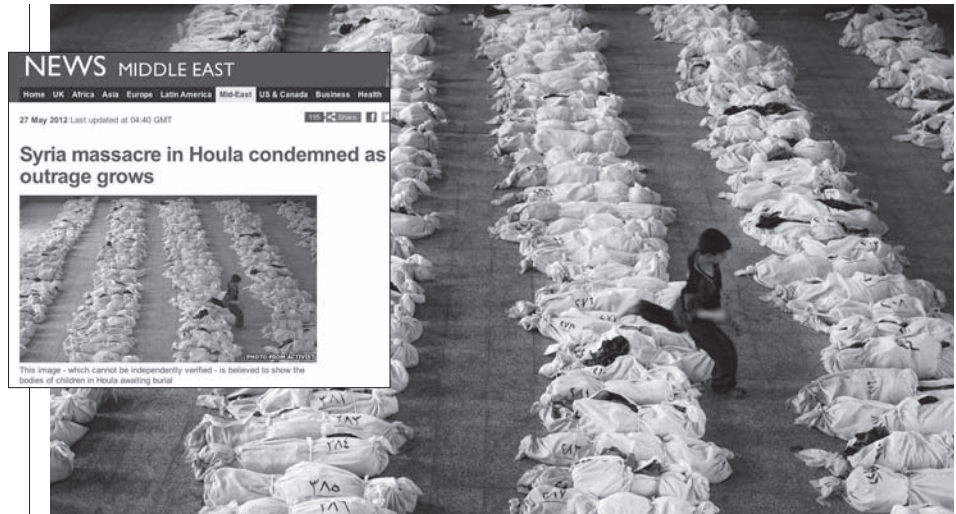 NEWS MIDDLE EAST
Home UK Africa Asia Europe Latin America Mid-East US & Canada Business Health
27 May 2012 Last updated at 04:40 GMT
195 Share f
Syria massacre in Houla condemned as
outrage grows
PHOTO FROM ACTIVIST
This image - which cannot be independently verified - is believed to show the
bodies of children in Houla awaiting burial
٢٨٤
٢٨٥